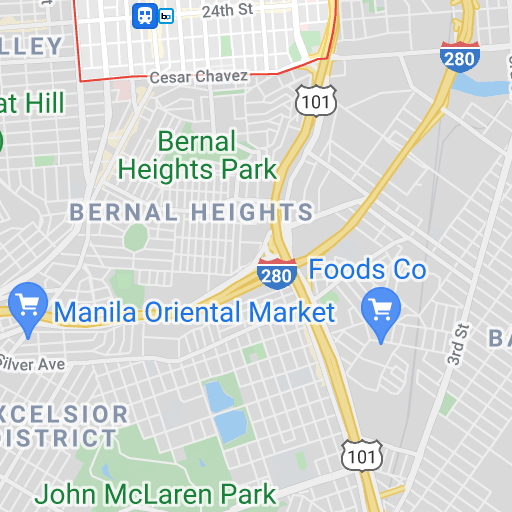 24th St
LLEY
280
Cesar Chavez
101
at Hill
Bernal
Heights Park
BERNAL HEIGHTS
280
Foods Co
Manila Oriental Market
3rd St
BA
Silver Ave
XCELSIOR
DISTRICT
101
John McLaren Park